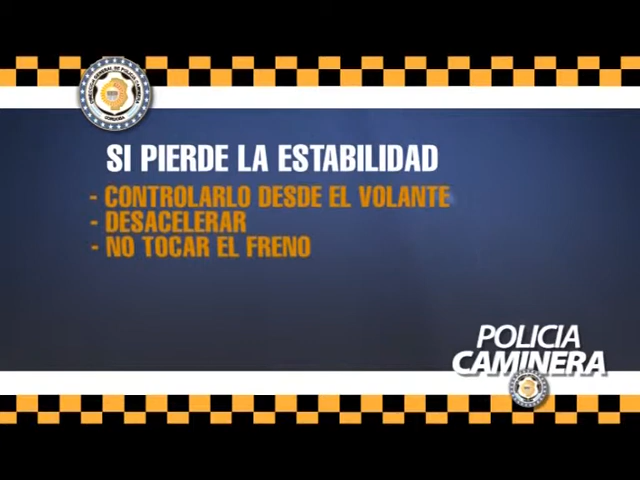 SI PIERDE LA ESTABILIDAD
- CONTROLARLO DESDE EL VOLANTE
- DESACELERAR
- NO TOCAR EL FRENO
POLICIA
CAMINERA